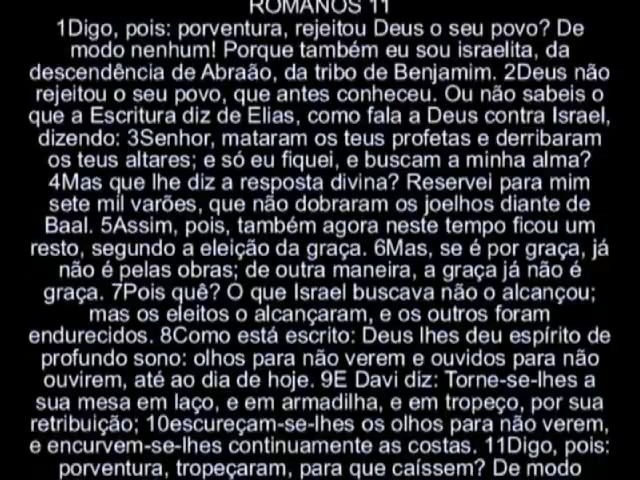 ROMANOS 11
1Digo, pois: porventura, rejeitou Deus o seu povo? De
modo nenhum! Porque também eu sou israelita, da
descendência de Abraão, da tribo de Benjamim. 2Deus não
rejeitou o seu povo, que antes conheceu. Ou não sabeis o
que a Escritura diz de Elias, como fala a Deus contra Israel,
dizendo: 3Senhor, mataram os teus profetas e derribaram
os teus altares; e só eu fiquei, e buscam a minha alma?
4Mas que lhe diz a resposta divina? Reservei para mim
sete mil varões, que não dobraram os joelhos diante de
Baal. 5Assim, pois, também agora neste tempo ficou um
resto, segundo a eleição da graça. 6Mas, se é por graça, já
não é pelas obras; de outra maneira, a graça já não é
graça. 7Pois quê? O que Israel buscava não o alcançou;
mas os eleitos o alcançaram, e os outros foram
endurecidos. 8Como está escrito: Deus lhes deu espírito de
profundo sono: olhos para não verem e ouvidos para não
ouvirem, até ao dia de hoje. 9E Davi diz: Torne-se-lhes a
sua mesa em laço, e em armadilha, e em tropeço, por sua
retribuição; 10escureçam-se-lhes os olhos para não verem,
e encurvem-se-lhes continuamente as costas. 11Digo, pois:
porventura, tropeçaram, para que caíssem? De modo